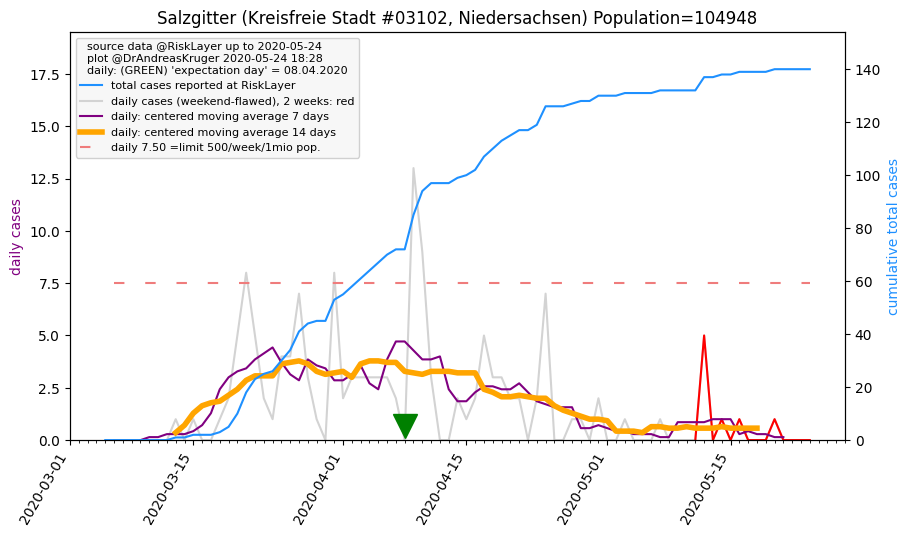 Salzgitter (Kreisfreie Stadt #03102, Niedersachsen) Population=104948
source data @RiskLayer up to 2020-05-24
plot @DrAndreasKruger 2020-05-24 18:28
daily: (GREEN) 'expectation day' = 08.04.2020
total cases reported at RiskLayer
daily cases (weekend-flawed), 2 weeks: red
daily: centered moving average 7 days
daily: centered moving average 14 days
daily 7.50 =limit 500/week/1mio pop.
daily cases
17.5
15.0
12.5
10.0
7.5
5.0
2.5
0.0
140
120
100
80
60
40
20
0
cumulative total cases
2020-03-01
2020-03-15
2020-04-01
2020-04-15
2020-05-01
2020-05-15